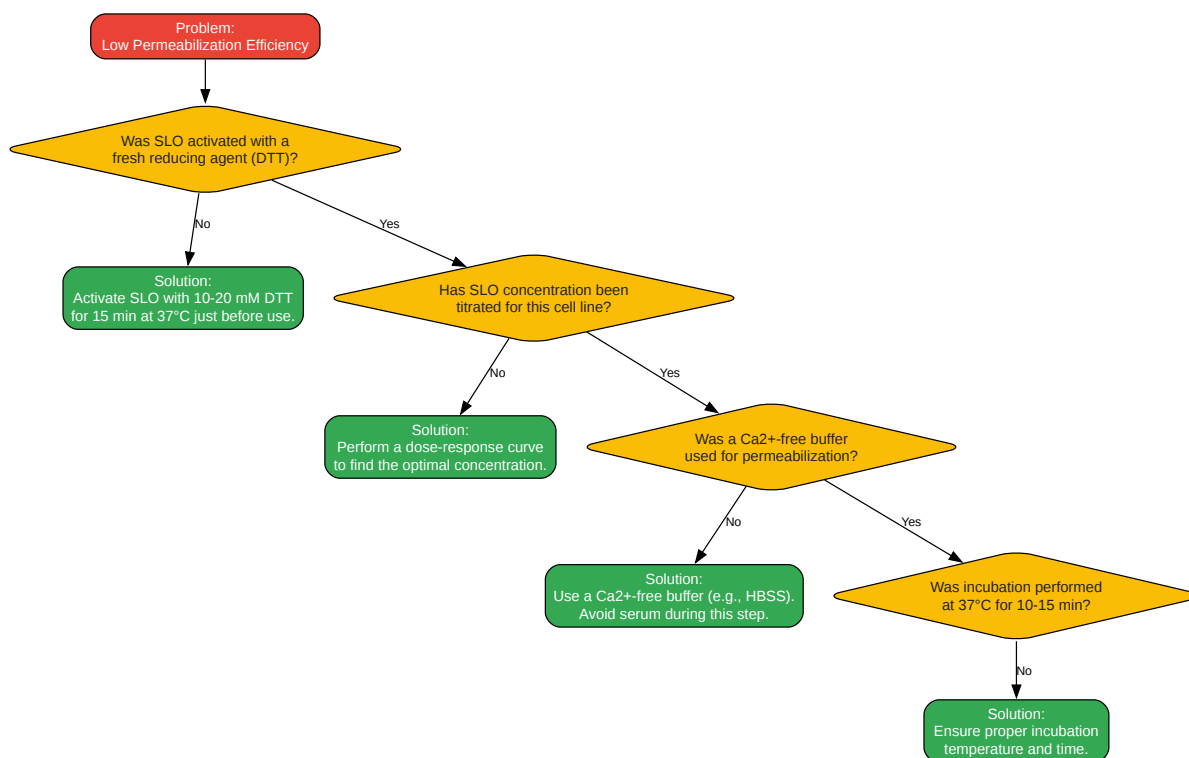 Problem:
Low Permeabilization Efficiency
Was SLO activated with a
fresh reducing agent (DTT)?
No
Yes
Solution:
Activate SLO with 10-20 mM DTT
for 15 min at 37°C just before use.
Has SLO concentration been
titrated for this cell line?
No
Yes
Solution:
Perform a dose-response curve
to find the optimal concentration.
Was a Ca2+-free buffer
used for permeabilization?
No
Yes
Solution:
Use a Ca2+-free buffer (e.g., HBSS).
Avoid serum during this step.
Was incubation performed
at 37°C for 10-15 min?
No
Solution:
Ensure proper incubation
temperature and time.